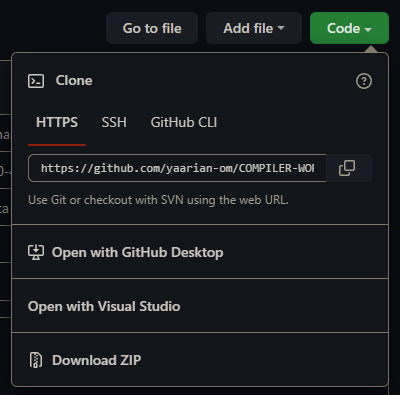 Go to file
Add file
Code
Clone
HTTPS
SSH
GitHub CLI
https://github.com/yaarian-om/COMPILER-WO
Use Git or checkout with SVN using the web URL.
Open with GitHub Desktop
Open with Visual Studio
Download ZIP